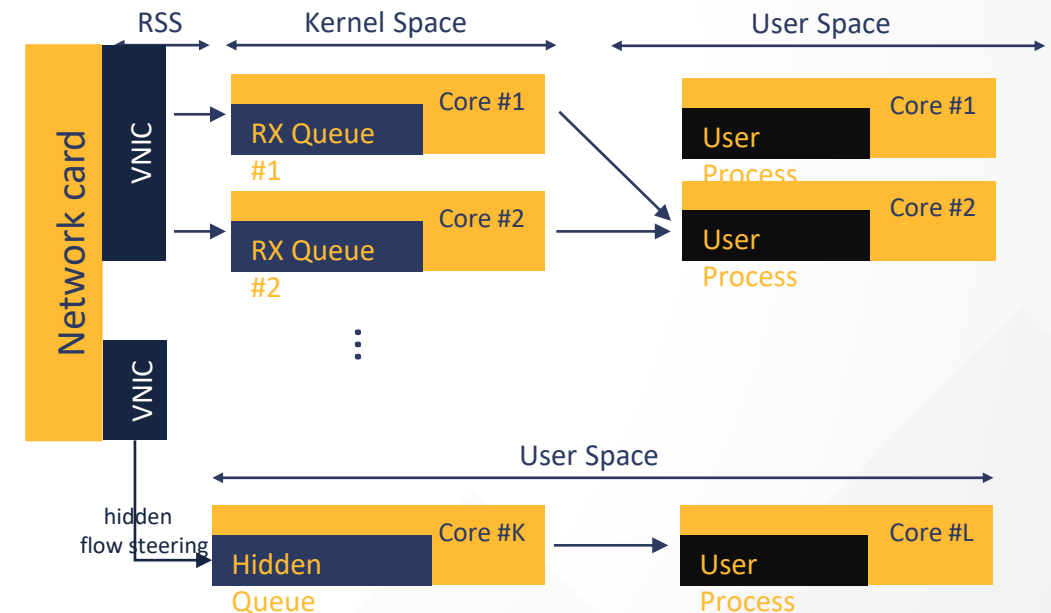 RSS
Kernel Space
User Space
Network card
VNIC
Core #1
RX Queue
#1
Core #1
User
Process
Core #2
RX Queue
#2
Core #2
User
Process
...
VNIC
User Space
hidden
flow steering
Core #K
Hidden
Queue
Core #L
User
Process